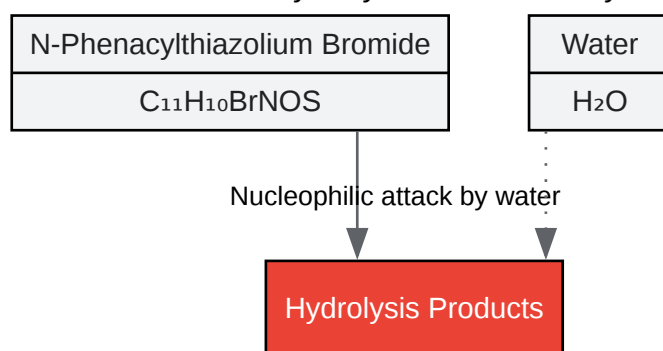 N-Phenacylthiazolium Bromide
C₁₁H₁₀BrNOS
Water
H₂O
Nucleophilic attack by water
Hydrolysis Products